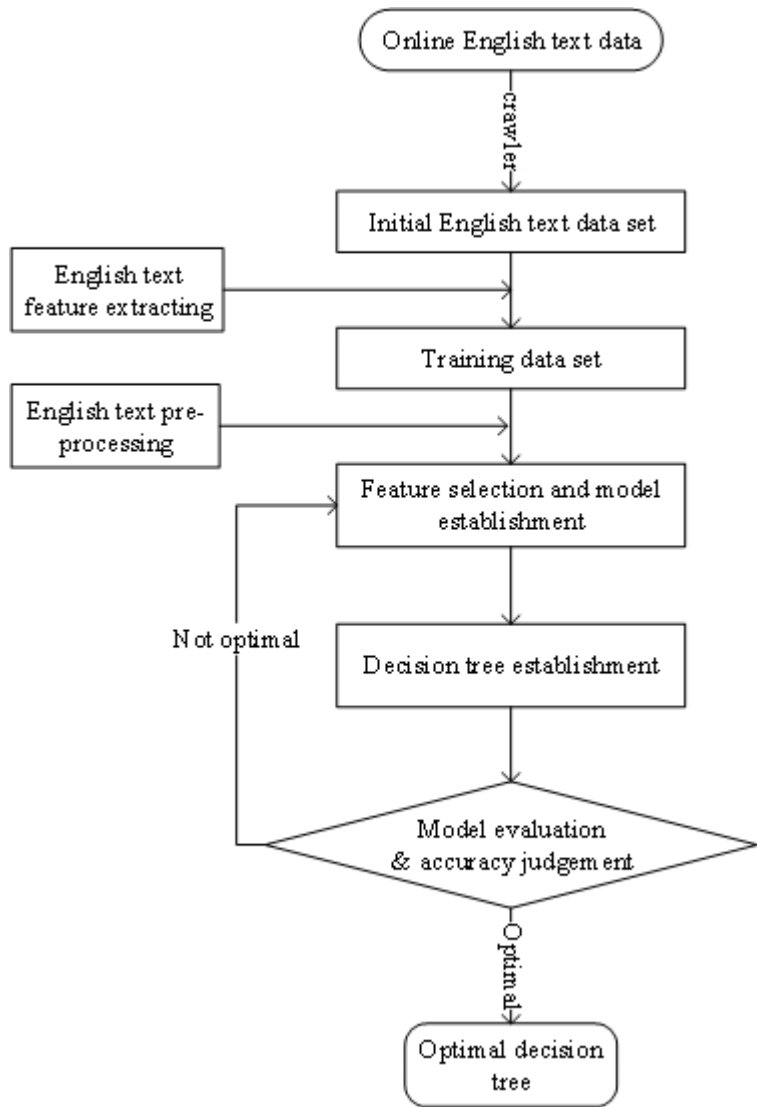 Online English text data
crawler
Initial English text data set
English text
feature extracting
Training data set
English text pre-
processing
Feature selection and model
establishment
Not optimal
Decision tree establishment
Model evaluation
& accuracy judgement
Optimal
Optimal decision
tree